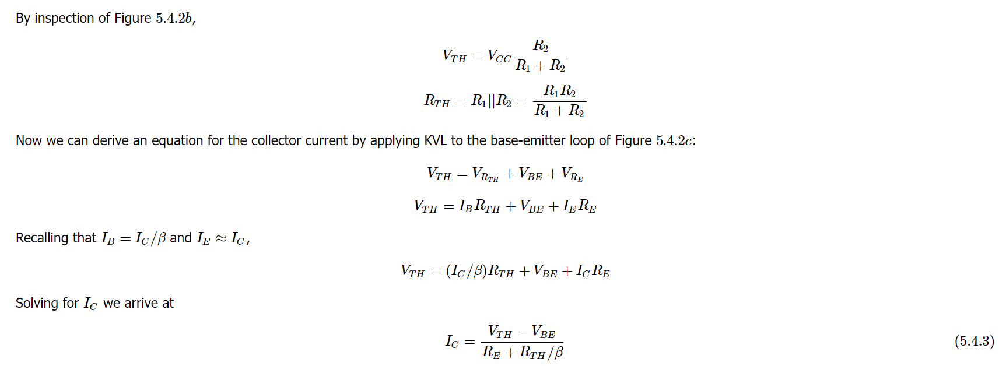 By inspection of Figure 5.4.2b,
V_{TH} = V_{CC} \frac{R_2}{R_1 + R_2}
R_{TH} = R_1||R_2 = \frac{R_1 R_2}{R_1 + R_2}
Now we can derive an equation for the collector current by applying KVL to the base-emitter loop of Figure 5.4.2c:
V_{TH} = V_{R_{TH}} + V_{BE} + V_{R_E}
V_{TH} = I_B R_{TH} + V_{BE} + I_E R_E
Recalling that I_B = I_C/β and I_E ≈ I_C,
V_{TH} = (I_C/β)R_{TH} + V_{BE} + I_C R_E
Solving for I_C we arrive at
I_C = \frac{V_{TH} − V_{BE}}{R_E + R_{TH}/β} (5.4.3)